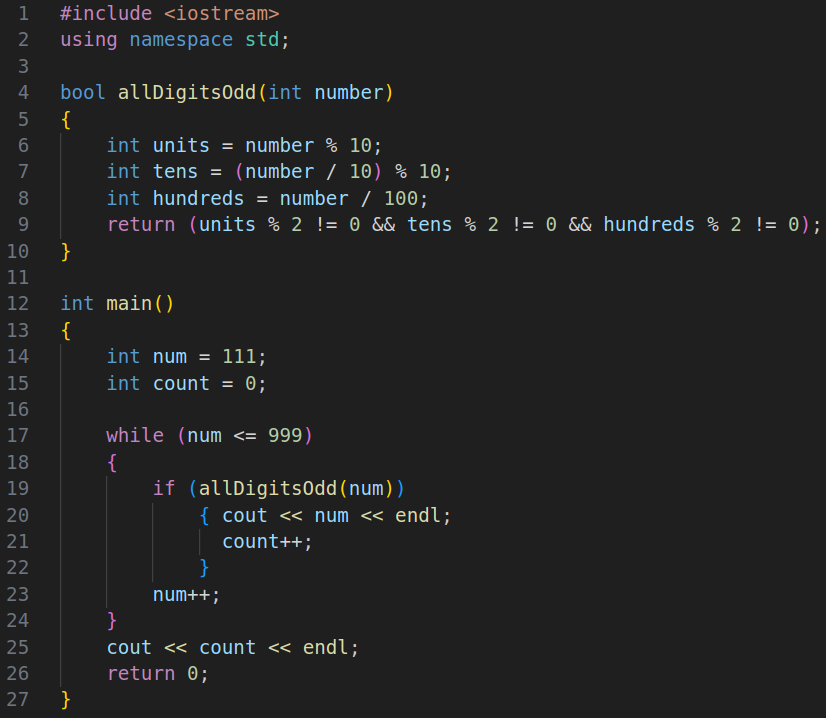 1 #include <iostream>
2 using namespace std;
3
4 bool allDigitsOdd(int number)
5 {
6     int units = number % 10;
7     int tens = (number / 10) % 10;
8     int hundreds = number / 100;
9     return (units % 2 != 0 && tens % 2 != 0 && hundreds % 2 != 0);
10 }
11
12 int main()
13 {
14     int num = 111;
15     int count = 0;
16
17     while (num <= 999)
18     {
19         if (allDigitsOdd(num))
20             { cout << num << endl;
21               count++;
22             }
23         num++;
24     }
25     cout << count << endl;
26     return 0;
27 }